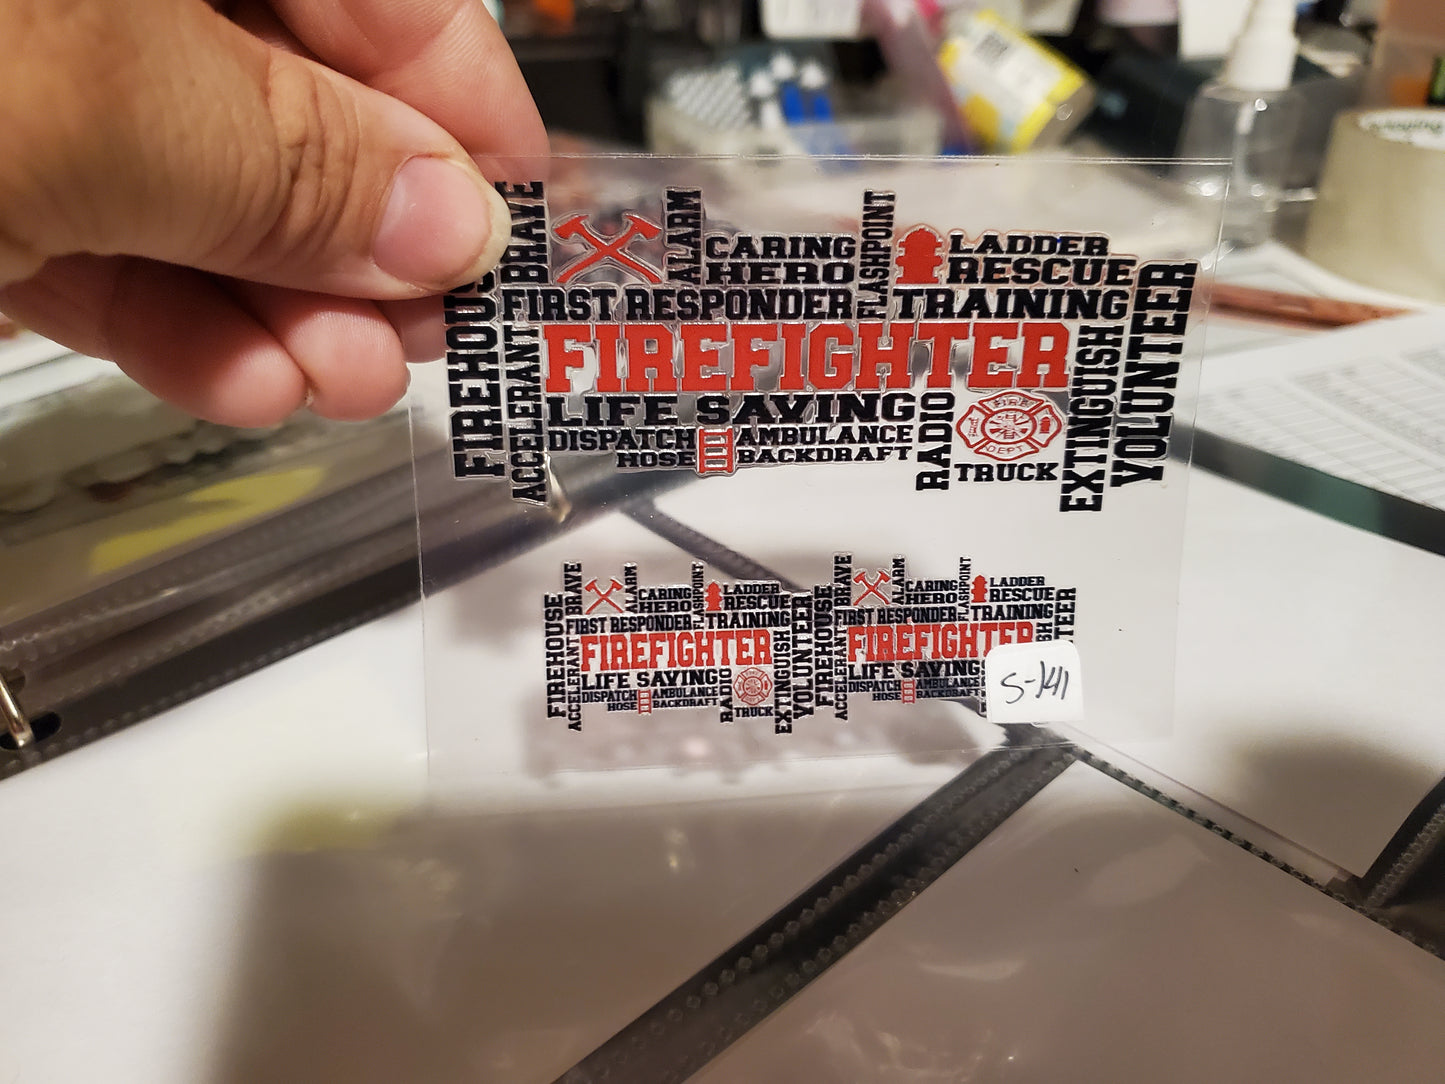 BRAVE
ALARM
CARING
HERO
FLASHPOINT
LADDER
RESCUE
FIREHOUSE
FIRST RESPONDER
TRAINING
VOLUNTEER
ACCELERANT
FIREFIGHTER
EXTINGUISH
LIFE SAVING
RADIO
FIRE
DEPT
DISPATCH
AMBULANCE
HOSE
BACKDRAFT
TRUCK
BRAVE
ALARM
CARING
HERO
FLASHPOINT
LADDER
RESCUE
FIREHOUSE
FIRST RESPONDER
TRAINING
VOLUNTEER
ACCELERANT
FIREFIGHTER
EXTINGUISH
LIFE SAVING
RADIO
DISPATCH
AMBULANCE
HOSE
BACKDRAFT
TRUCK
BRAVE
ALARM
CARING
HERO
FLASHPOINT
LADDER
RESCUE
FIREHOUSE
FIRST RESPONDER
TRAINING
TER
ACCELERANT
FIREFIGHTER
SH
LIFE SAVING
DISPATCH
AMBULANCE
HOSE
BACKDRAFT